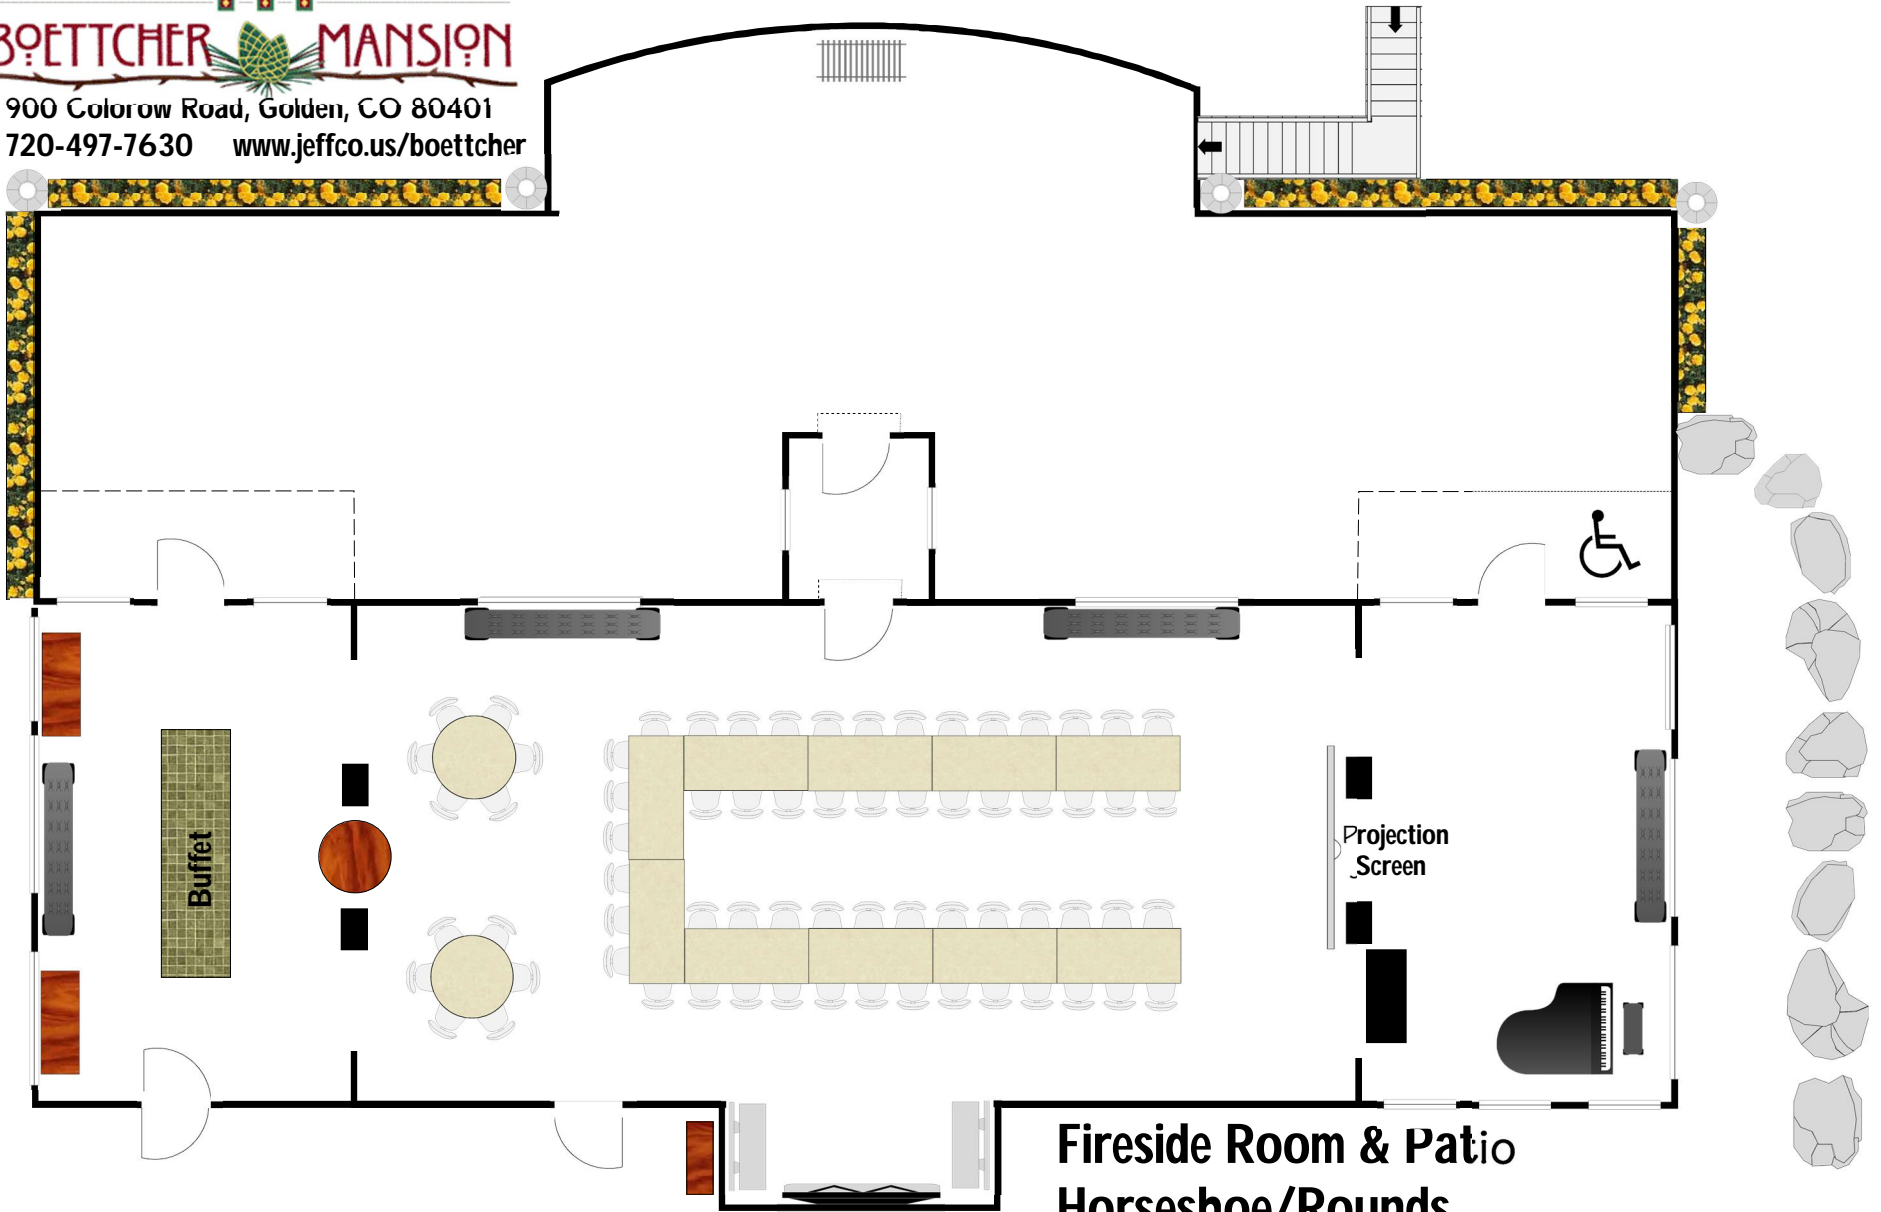 BOETTCHER MANSION
900 Colorow Road, Golden, CO 80401
720-497-7630 www.jeffco.us/boettcher
Buffet
Projection
Screen
Fireside Room & Patio
Horseshoe/Rounds